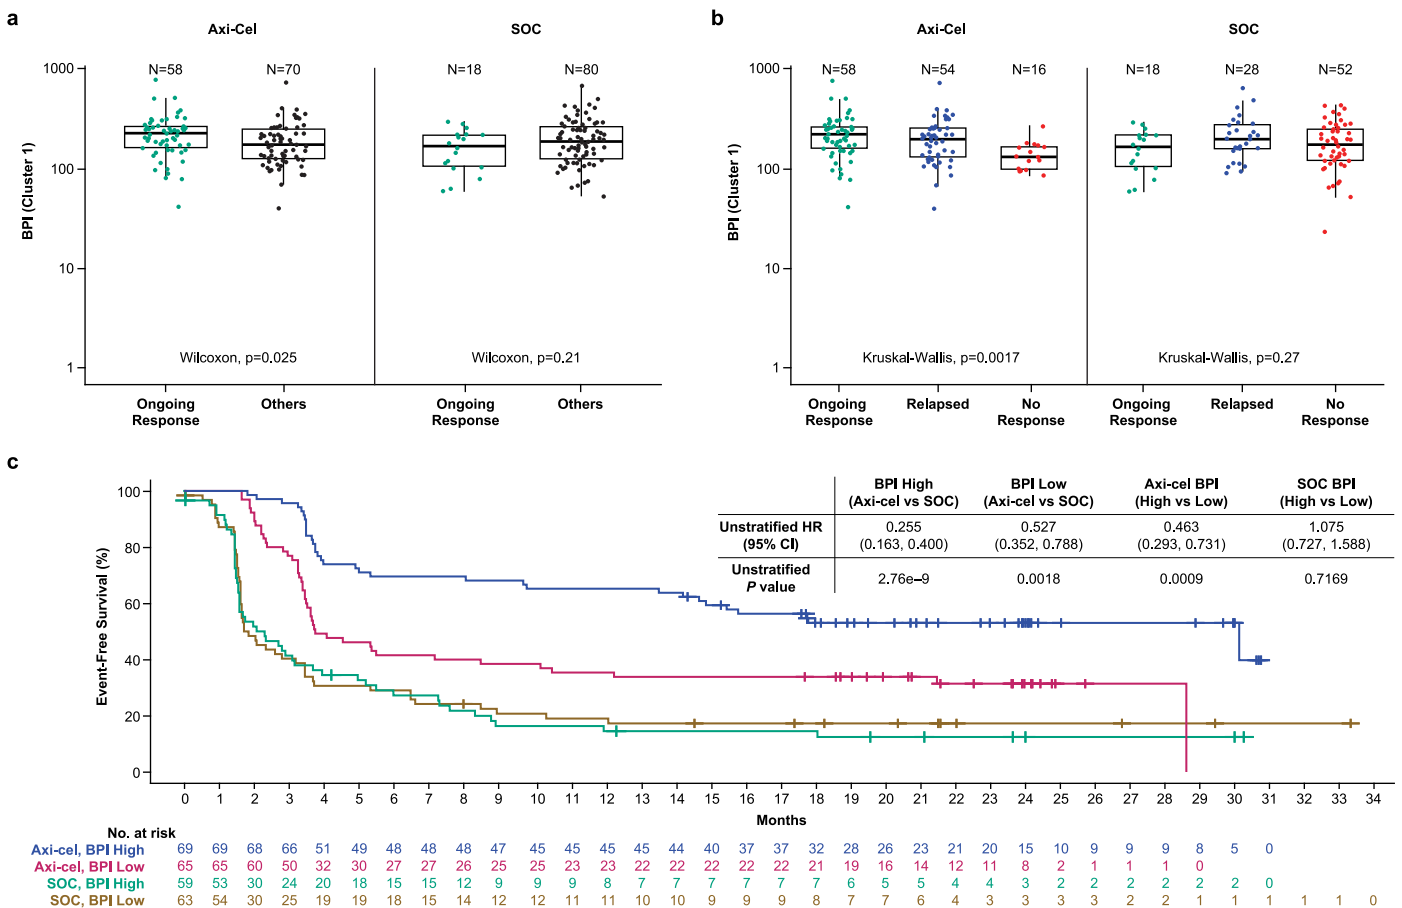 a
Axi-Cel SOC
N=58 N=70 N=18 N=80
BPI (Cluster 1)
1000
100
10
1
Wilcoxon, p=0.025 Wilcoxon, p=0.21
Ongoing Response Others Ongoing Response Others
b
Axi-Cel SOC
N=58 N=54 N=16 N=18 N=28 N=52
BPI (Cluster 1)
1000
100
10
1
Kruskal-Wallis, p=0.0017 Kruskal-Wallis, p=0.27
Ongoing Response Relapsed No Response Ongoing Response Relapsed No Response
c
Event-Free Survival (%)
100
80
60
40
20
0
BPI High (Axi-cel vs SOC) BPI Low (Axi-cel vs SOC) Axi-cel BPI (High vs Low) SOC BPI (High vs Low)
Unstratified HR (95% CI) 0.255 (0.163, 0.400) 0.527 (0.352, 0.788) 0.463 (0.293, 0.731) 1.075 (0.727, 1.588)
Unstratified P value 2.76e–9 0.0018 0.0009 0.7169
0 1 2 3 4 5 6 7 8 9 10 11 12 13 14 15 16 17 18 19 20 21 22 23 24 25 26 27 28 29 30 31 32 33 34
Months
No. at risk
Axi-cel, BPI High 69 69 68 66 51 49 48 48 48 47 45 45 45 45 44 40 37 37 32 28 26 23 21 20 15 10 9 9 9 8 5 0
Axi-cel, BPI Low 65 65 60 50 32 30 27 27 26 25 25 23 23 22 22 22 22 22 21 19 16 14 12 11 8 2 1 1 1 0
SOC, BPI High 59 53 30 24 20 18 15 15 12 9 9 9 8 7 7 7 7 7 7 6 5 5 4 4 3 2 2 2 2 2 2 0
SOC, BPI Low 63 54 30 25 19 19 18 15 14 12 12 11 11 10 10 9 9 9 8 7 7 6 4 3 3 3 3 2 2 1 1 1 1 1 0